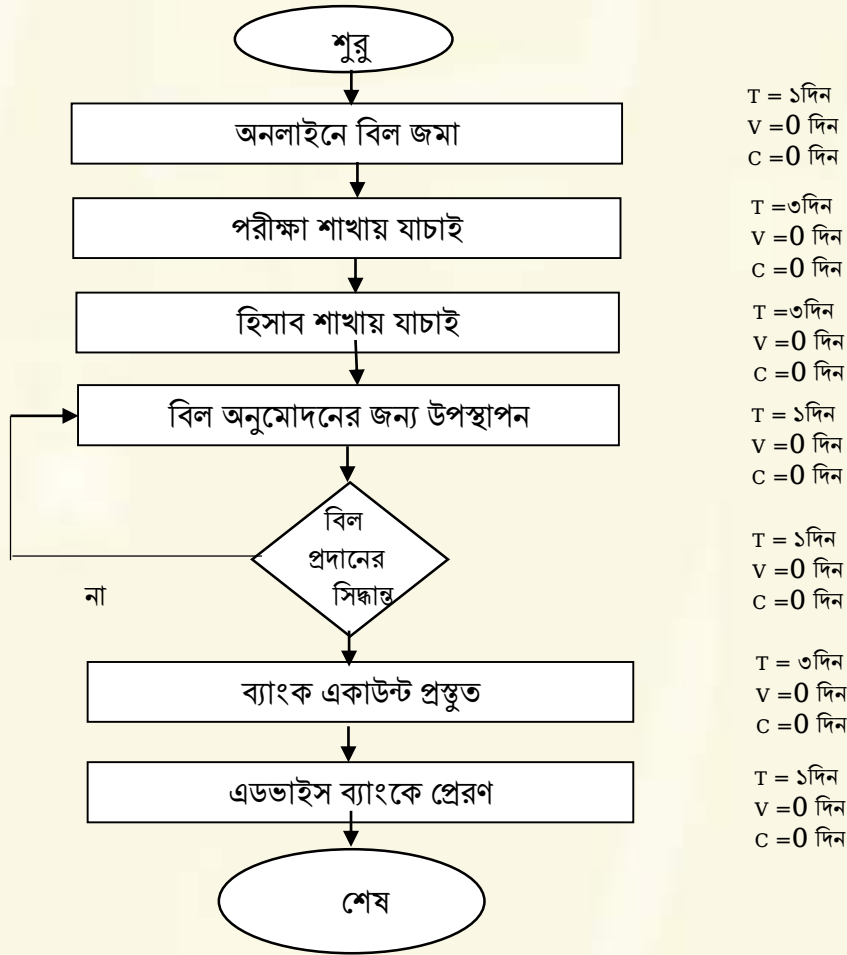 শুরু
অনলাইনে বিল জমা
T = ১দিন
V =0 দিন
C =0 দিন
পরীক্ষা শাখায় যাচাই
T =৩দিন
V =0 দিন
C =0 দিন
হিসাব শাখায় যাচাই
T =৩দিন
V =0 দিন
C =0 দিন
বিল অনুমোদনের জন্য উপস্থাপন
T = ১দিন
V =0 দিন
C =0 দিন
বিল
প্রদানের
সিদ্ধান্ত
না
T = ১দিন
V =0 দিন
C =0 দিন
ব্যাংক একাউন্ট প্রস্তুত
T = ৩দিন
V =0 দিন
C =0 দিন
এডভাইস ব্যাংকে প্রেরণ
T = ১দিন
V =0 দিন
C =0 দিন
শেষ